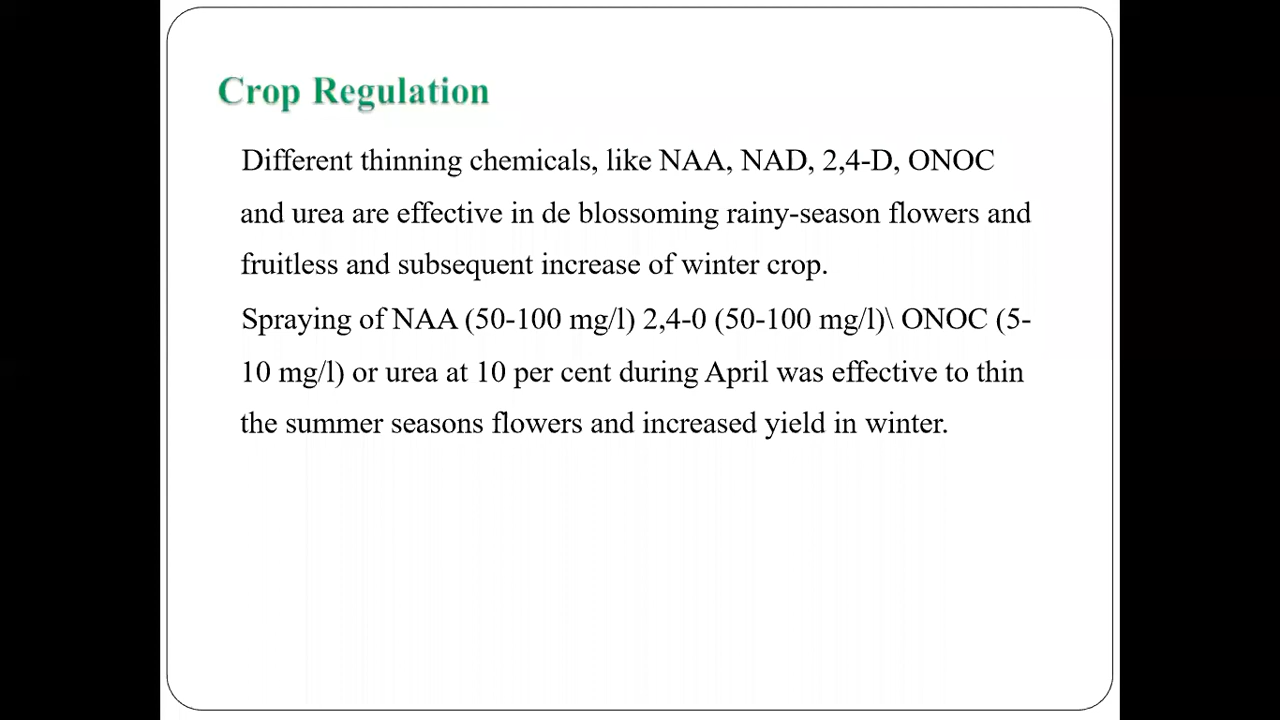 Crop Regulation
Different thinning chemicals, like NAA, NAD, 2,4-D, ONOC
and urea are effective in de blossoming rainy-season flowers and
fruitless and subsequent increase of winter crop.
Spraying of NAA (50-100 mg/l) 2,4-0 (50-100 mg/l)\ ONOC (5-
10 mg/l) or urea at 10 per cent during April was effective to thin
the summer seasons flowers and increased yield in winter.